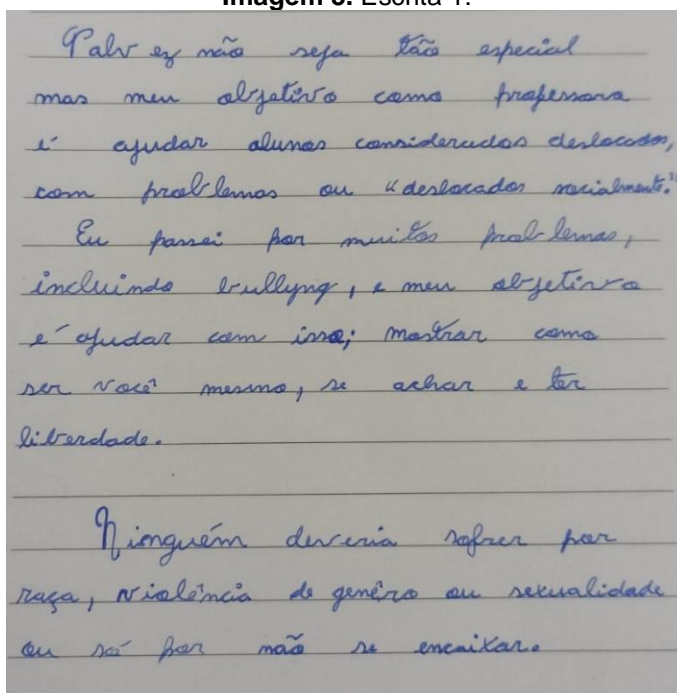 Imagem 3. Escrita 1.
Talvez não seja tão especial
mas meu objetivo como professora
é ajudar alunos considerados deslocados,
com problemas ou "deslocados socialmente."
Eu passei por muitos problemas,
incluindo bullyng, e meu objetivo
é ajudar com isso; mostrar como
ser você mesmo, se achar e ter
liberdade.
Ninguém deveria sofrer por
raça, violência de genêro ou sexualidade
ou só por não se encaixar.